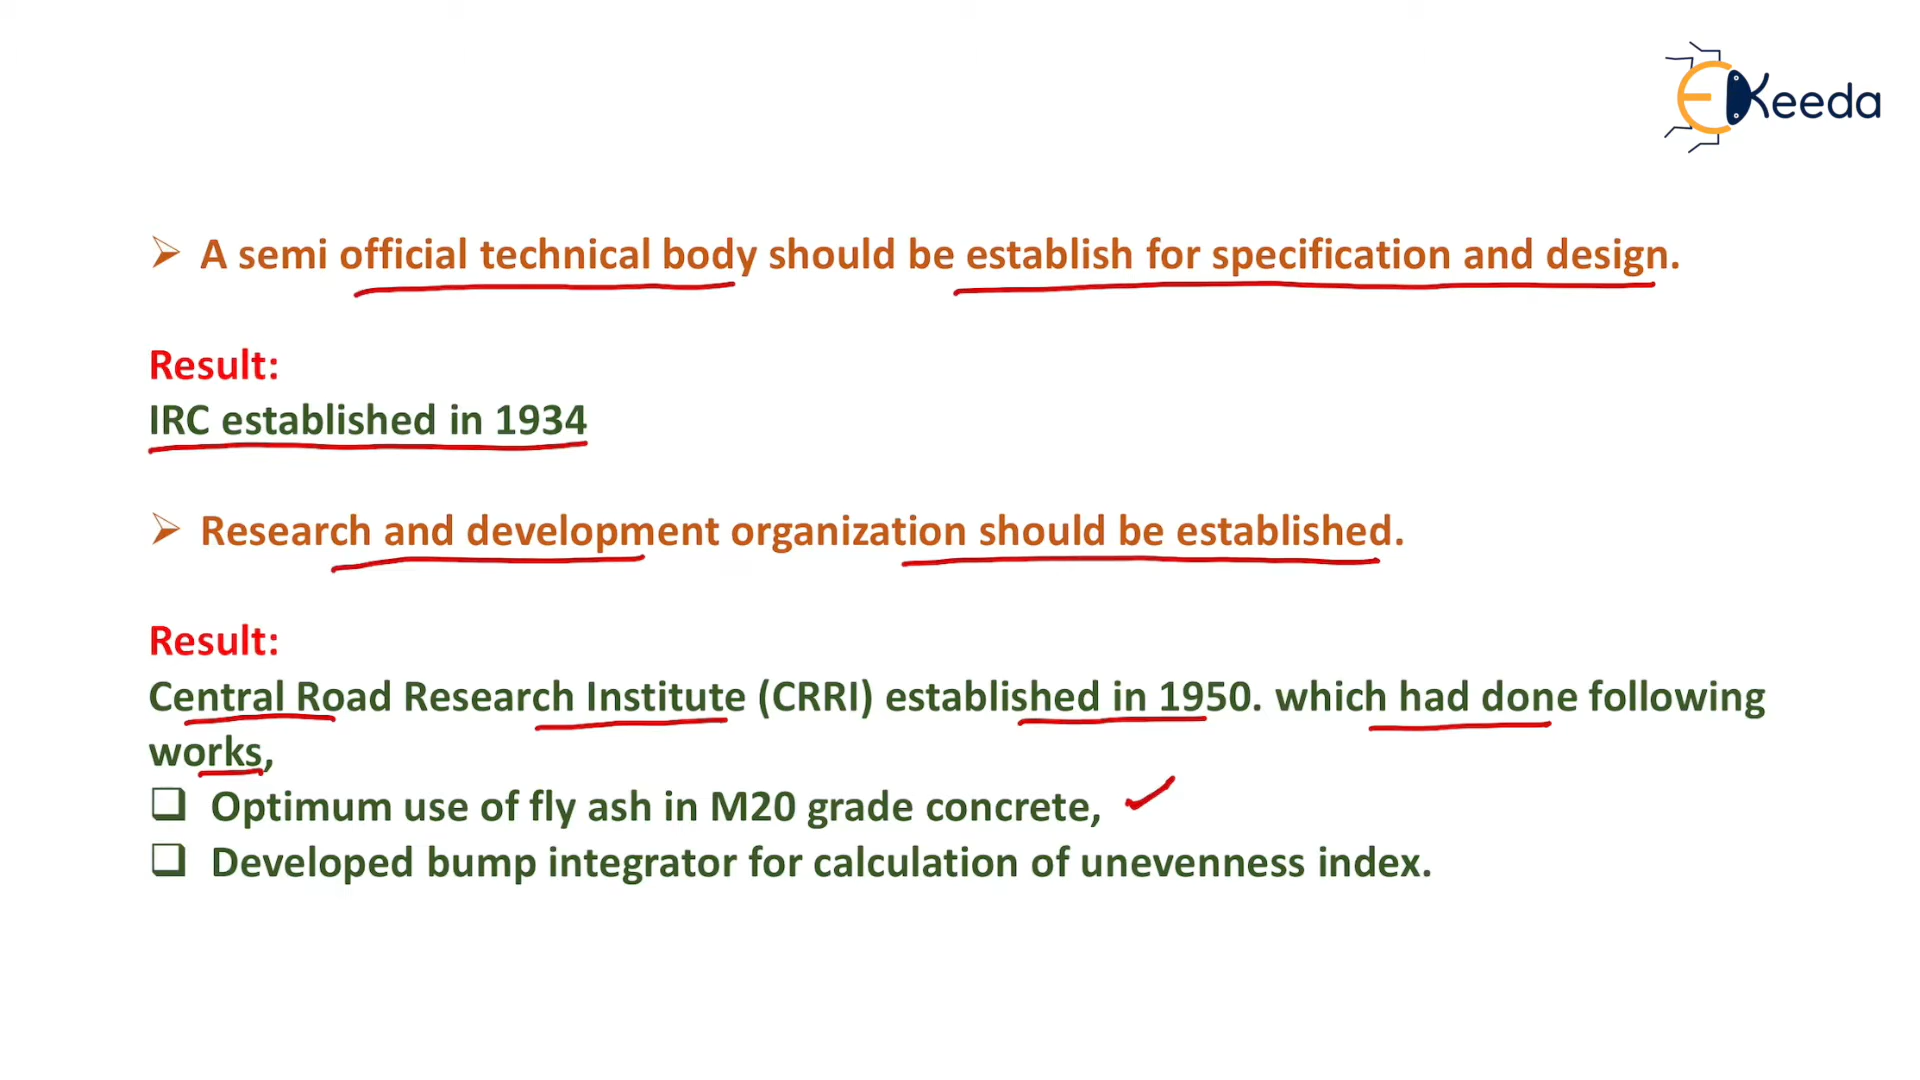 EKeeda
➢ A semi official technical body should be establish for specification and design.
Result:
IRC established in 1934
➢ Research and development organization should be established.
Result:
Central Road Research Institute (CRRI) established in 1950. which had done following
works,
❑ Optimum use of fly ash in M20 grade concrete,
❑ Developed bump integrator for calculation of unevenness index.